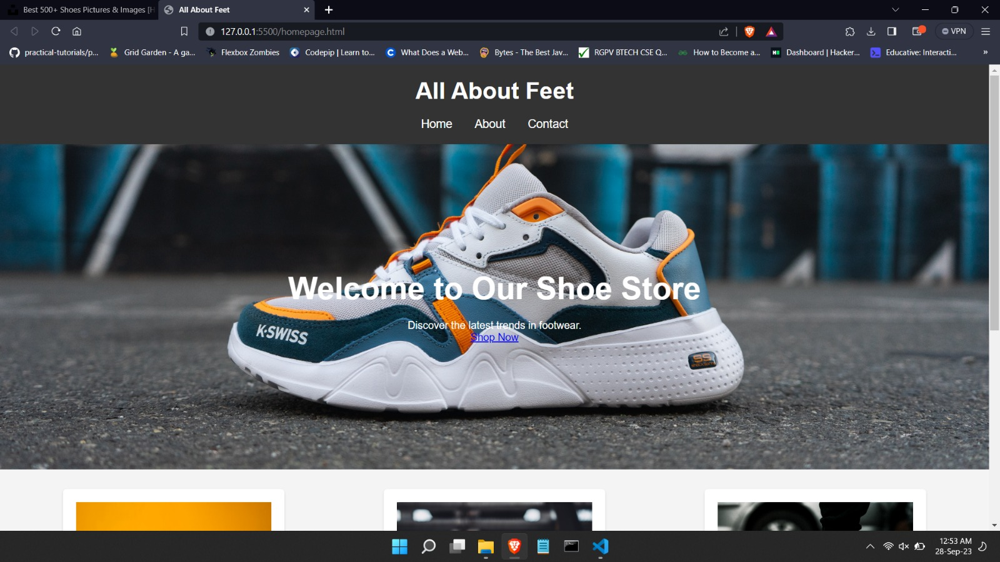 Best 500+ Shoes Pictures & Images [H
All About Feet
127.0.0.1:5500/homepage.html
VPN
practical-tutorials/p...
Grid Garden - A ga...
Flexbox Zombies
Codepip | Learn to...
What Does a Web...
Bytes - The Best Jav...
RGPV BTECH CSE Q...
How to Become a...
Dashboard | Hacker...
Educative: Interacti...
»
All About Feet
Home About Contact
Welcome to Our Shoe Store
K·SWISS
Discover the latest trends in footwear.
Shop Now
12:53 AM
28-Sep-23